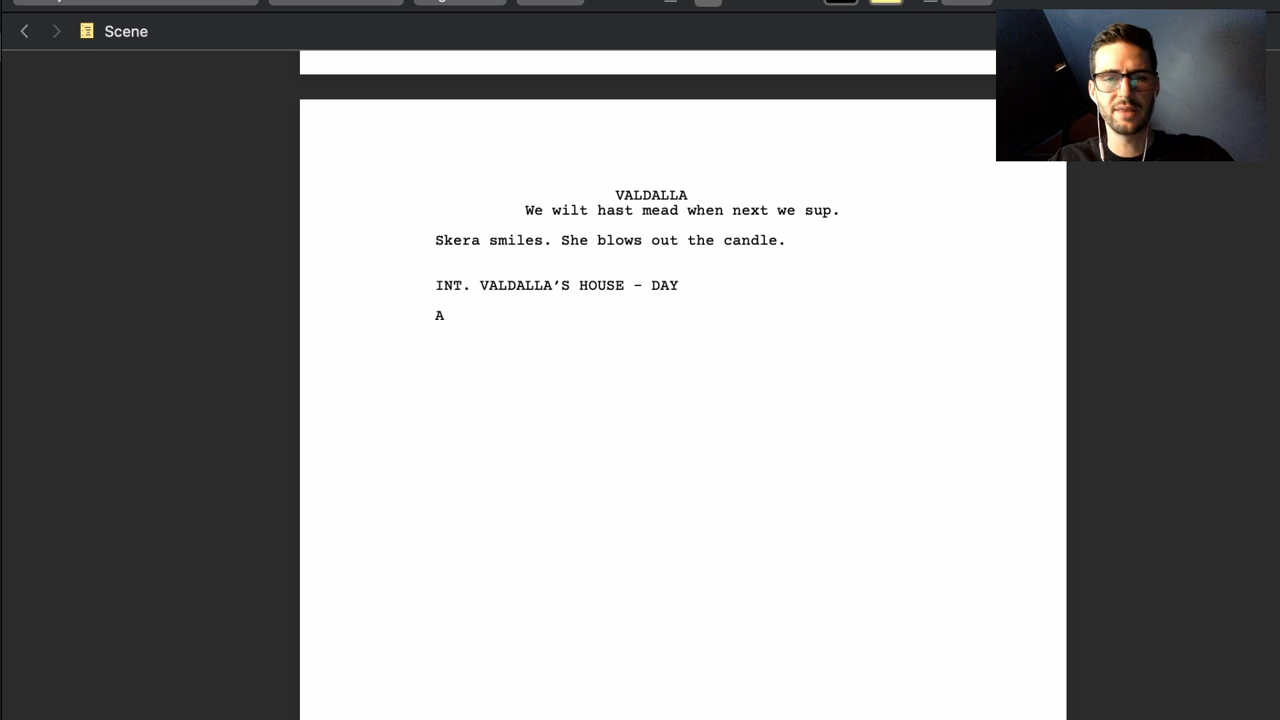 Scene
VALDALLA
We wilt hast mead when next we sup.
Skera smiles. She blows out the candle.
INT. VALDALLA’S HOUSE - DAY
A